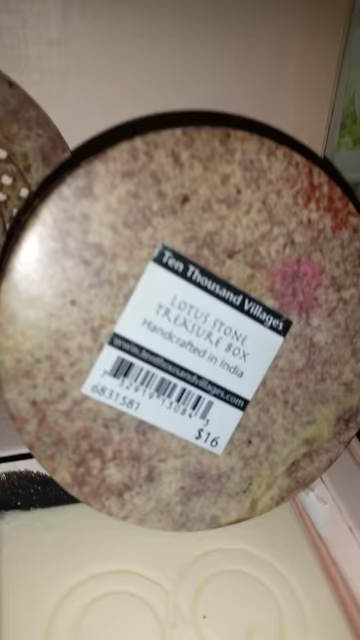 Ten Thousand Villages
LOTUS STONE
TREASURE BOX
Handcrafted in India
www.tenthousandvillages.com
6831581
$16